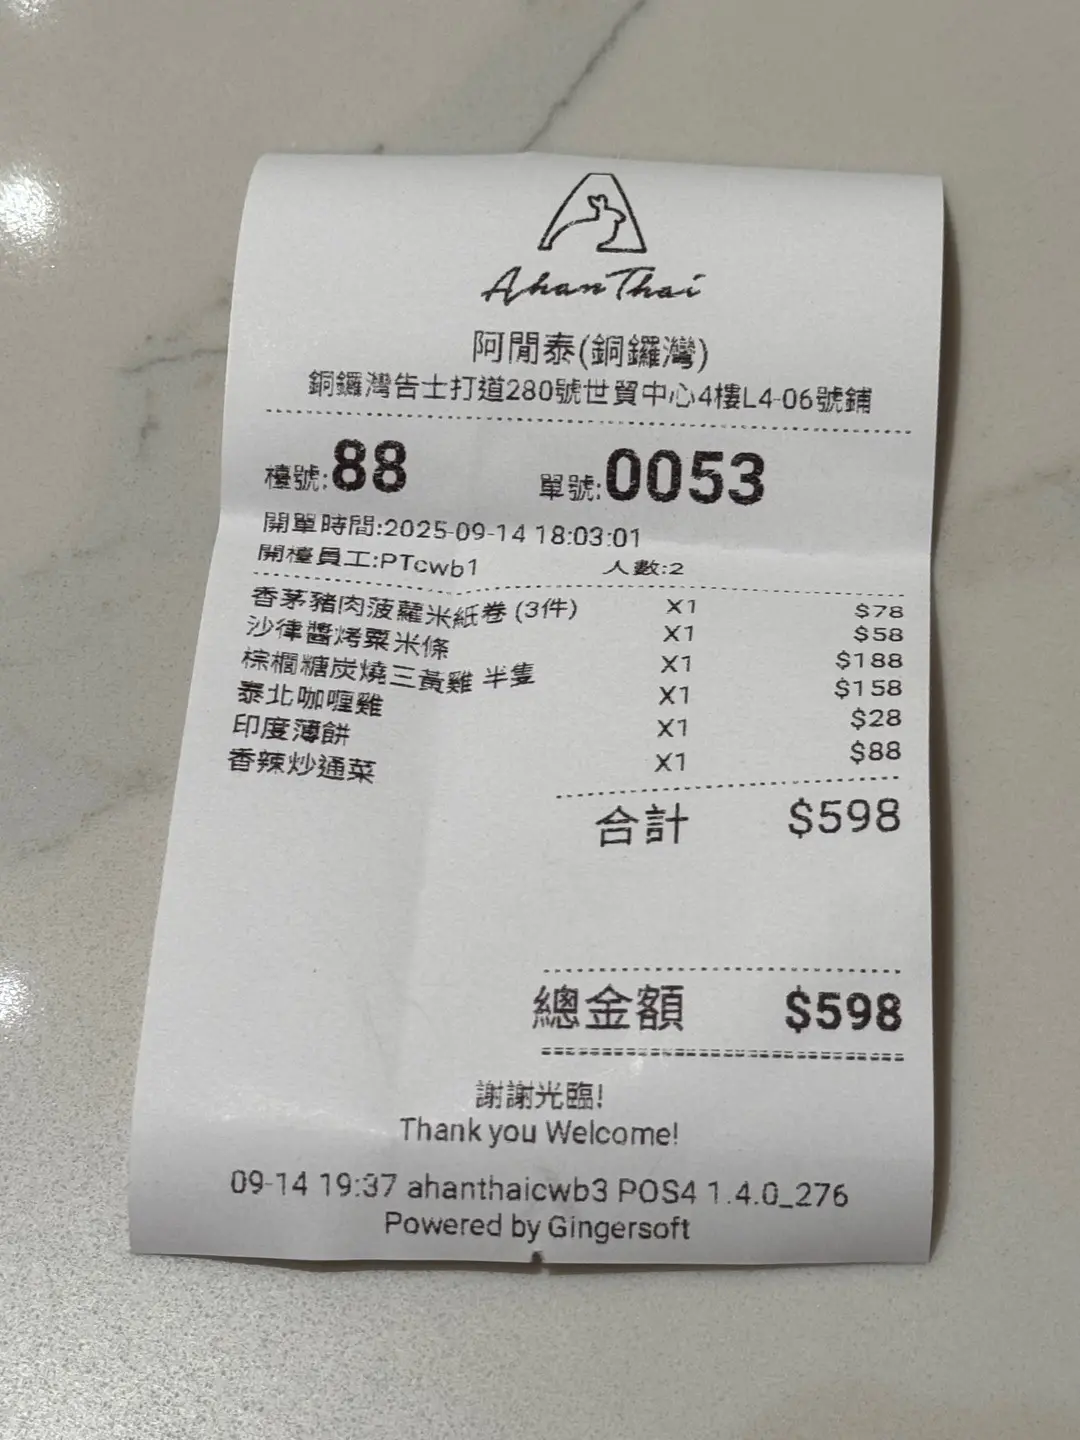 Ahan Thai
阿閒泰(銅鑼灣)
銅鑼灣告士打道280號世貿中心4樓L4-06號鋪
檯號:88 單號:0053
開單時間:2025-09-14 18:03:01
開檯員工:PTcwb1 人數:2
香茅豬肉菠蘿米紙卷 (3件) X1 $78
沙律醬烤粟米條 X1 $58
棕櫚糖炭燒三黃雞 半隻 X1 $188
泰北咖喱雞 X1 $158
印度薄餅 X1 $28
香辣炒通菜 X1 $88
合計 $598
總金額 $598
謝謝光臨!
Thank you Welcome!
09-14 19:37 ahanthaicwb3 POS4 1.4.0_276
Powered by Gingersoft